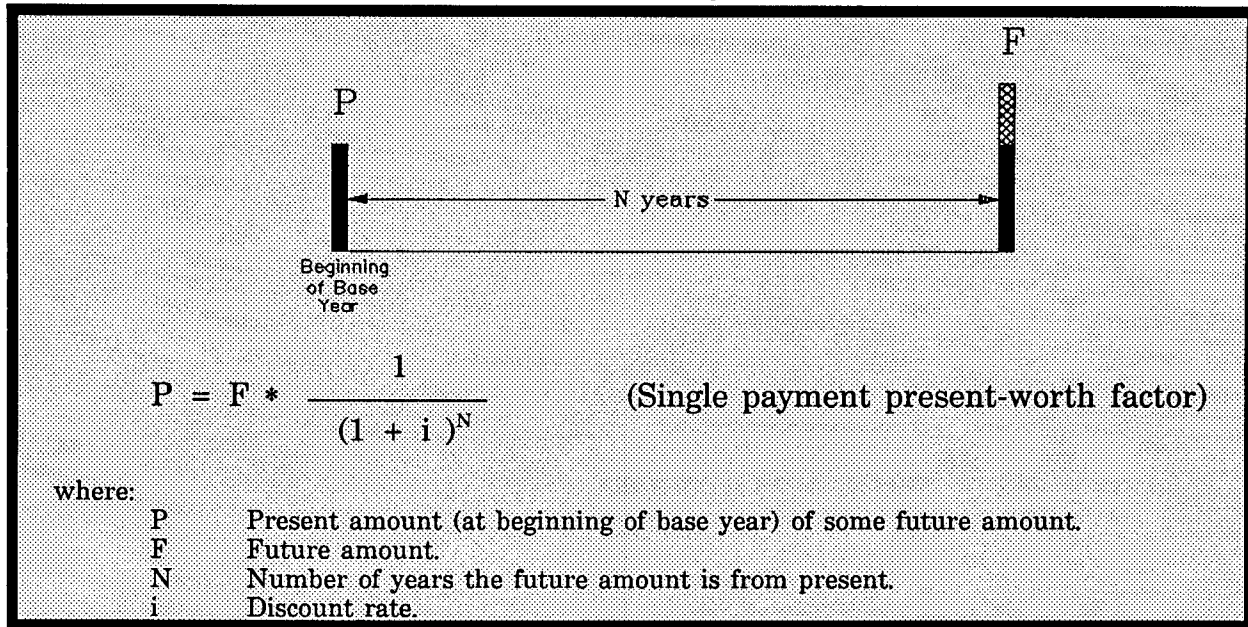 F
P
N years
Beginning
of Base
Year
P = F * 1 / (1 + i )^N (Single payment present-worth factor)
where:
P Present amount (at beginning of base year) of some future amount.
F Future amount.
N Number of years the future amount is from present.
i Discount rate.